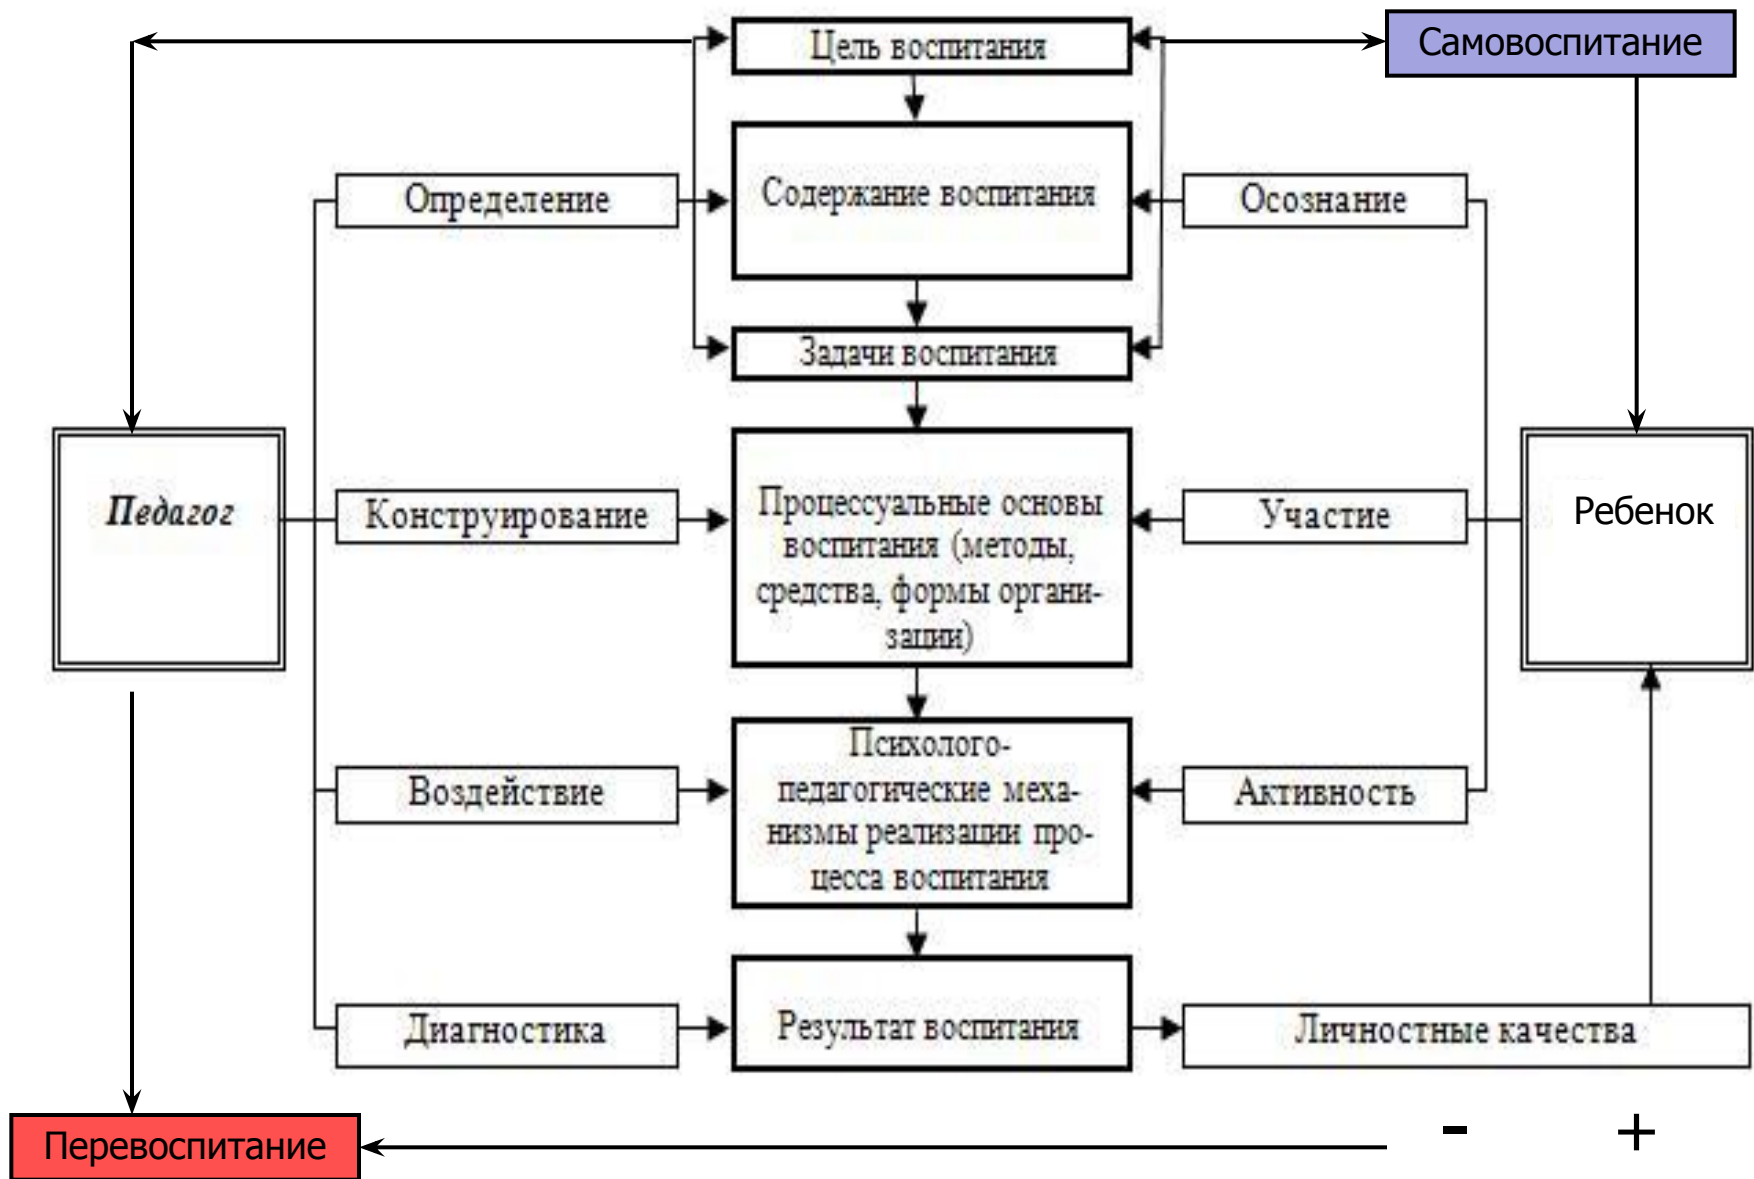 Цель воспитания
Самовоспитание
Определение
Содержание воспитания
Осознание
Задачи воспитания
Педагог
Конструирование
Процессуальные основы
воспитания (методы,
средства, формы органи-
зации)
Участие
Ребенок
Воздействие
Психолого-
педагогические меха-
низмы реализации про-
цесса воспитания
Активность
Диагностика
Результат воспитания
Личностные качества
Перевоспитание
- +